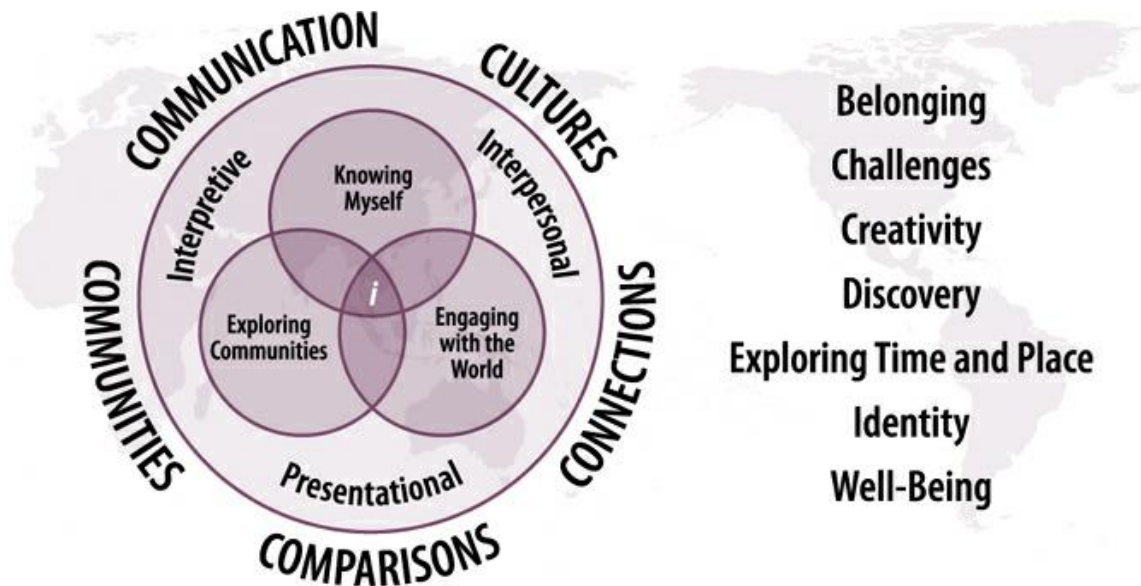 COMMUNICATION
CULTURES
CONNECTIONS
COMPARISONS
COMMUNITIES
Interpretive
Interpersonal
Presentational
Knowing
Myself
Exploring
Communities
Engaging
with the
World
i
Belonging
Challenges
Creativity
Discovery
Exploring Time and Place
Identity
Well-Being